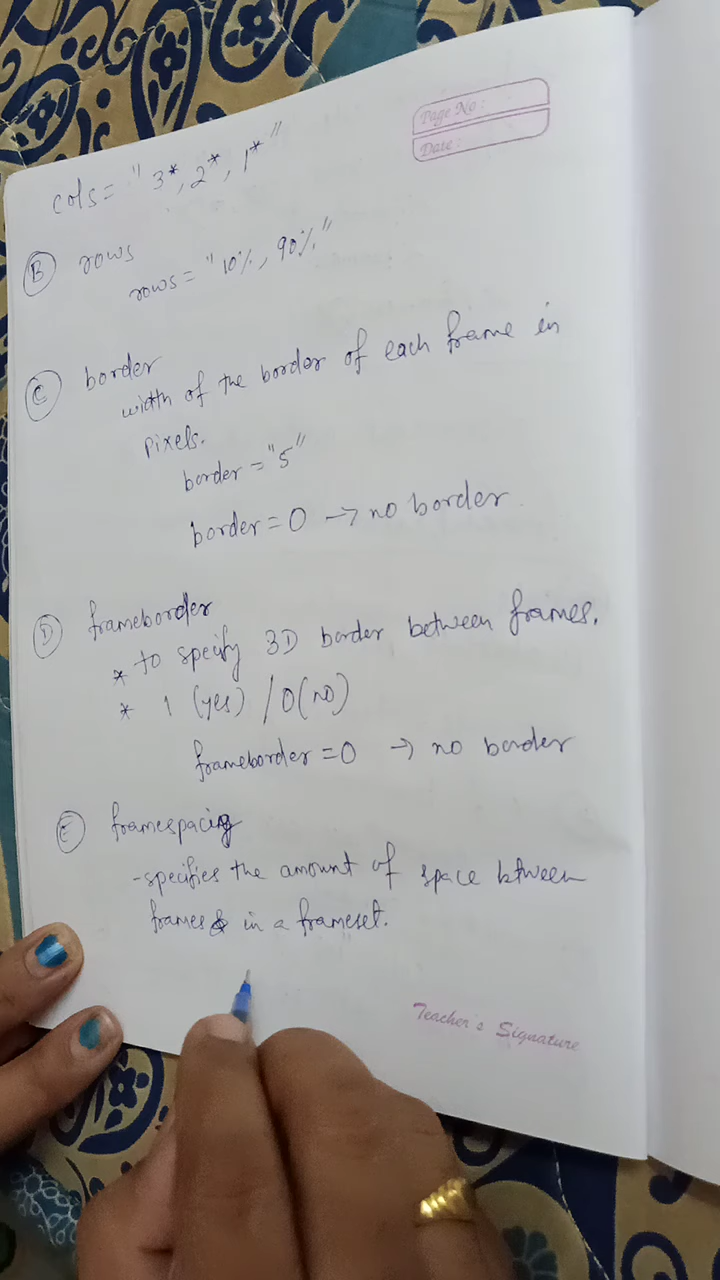 Page No :
Date :
cols = "3*, 2*, 1*"
(B) rows
rows = "10%, 90%"
(C) border
width of the border of each frame in
pixels.
border = "5"
border = 0 → no border.
(D) frameborder
* to specify 3D border between frames.
* 1 (yes) / 0 (no)
frameborder = 0 → no border
(E) framespacing
- specifies the amount of space between
frames in a frameset.
Teacher's Signature